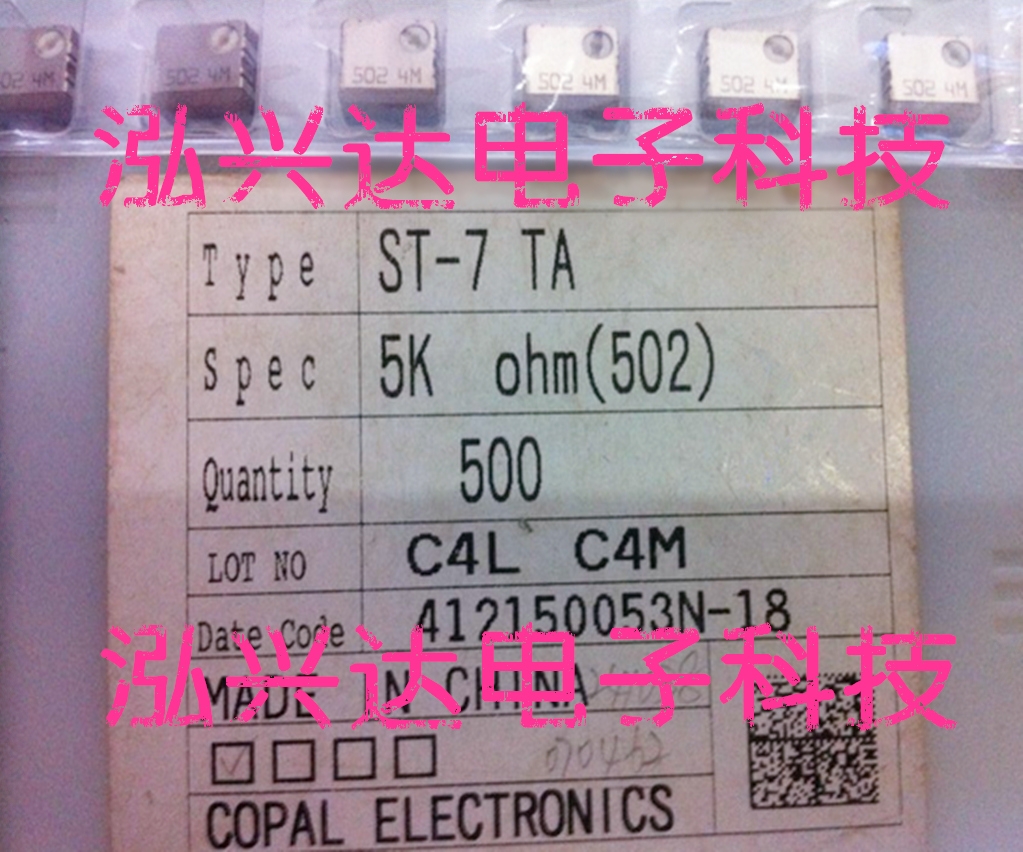 502 4M 502 4M 502 4M 502 4M 502 4M 502 4M
泓兴达电子科技
Type ST-7 TA
Spec 5K ohm(502)
Quantity 500
LOT NO C4L C4M
Date Code 412150053N-18
泓兴达电子科技
MADE IN CHINA
COPAL ELECTRONICS